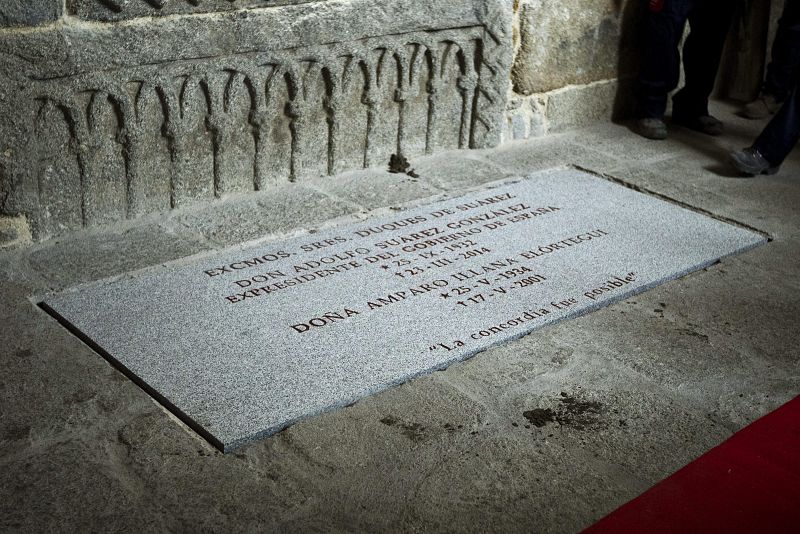 EXCMOS. SRES. DUQUES DE SUÁREZ
DON ADOLFO SUÁREZ GONZÁLEZ
EXPRESIDENTE DEL GOBIERNO DE ESPAÑA
*25-IX-1932
†23-III-2014
DOÑA AMPARO ILLANA ELÓRTEGUI
*25-V-1934
†17-V-2001
"La concordia fue posible"